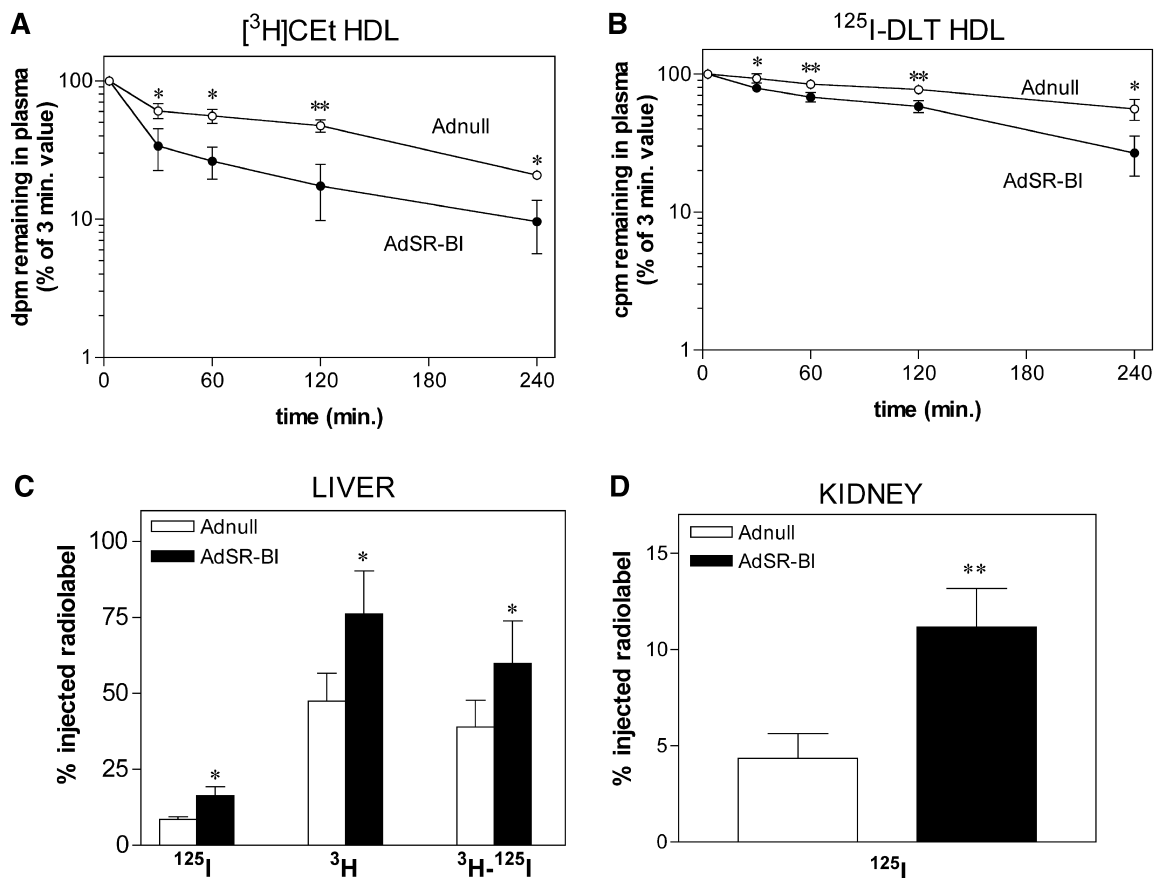 A
[³H]CEt HDL
dpm remaining in plasma
(% of 3 min. value)
100
10
1
* * ** *
Adnull
AdSR-BI
0 60 120 180 240
time (min.)
B
¹²⁵I-DLT HDL
cpm remaining in plasma
(% of 3 min. value)
100
10
1
* ** ** *
Adnull
AdSR-BI
0 60 120 180 240
time (min.)
C
LIVER
% injected radiolabel
100
75
50
25
0
Adnull
AdSR-BI
* * *
¹²⁵I ³H ³H-¹²⁵I
D
KIDNEY
% injected radiolabel
15
10
5
0
Adnull
AdSR-BI
**
¹²⁵I